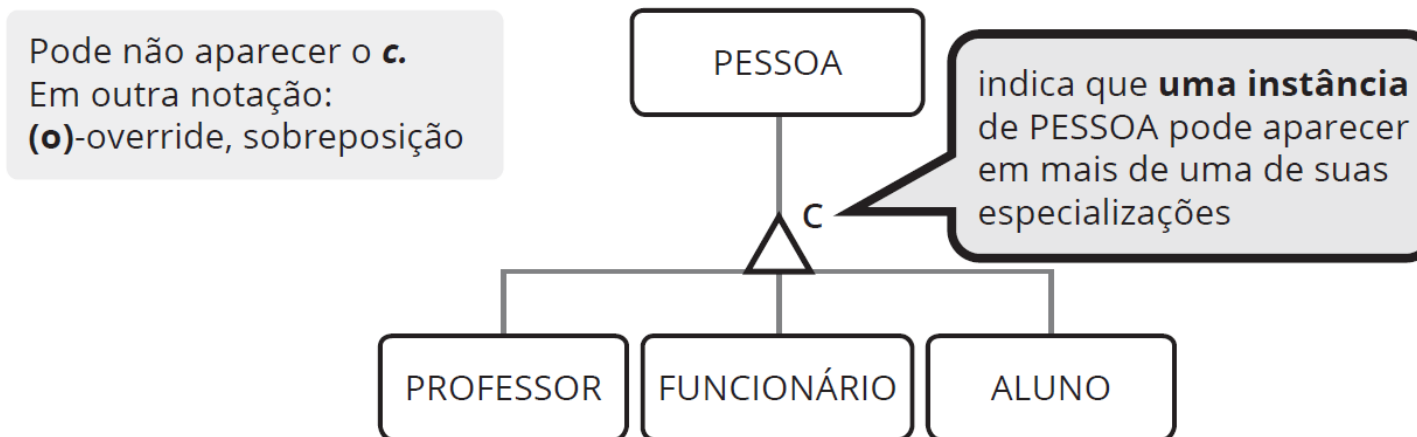 Pode não aparecer o c.
Em outra notação:
(o)-override, sobreposição
PESSOA
indica que uma instância
de PESSOA pode aparecer
em mais de uma de suas
especializações
C
PROFESSOR
FUNCIONÁRIO
ALUNO